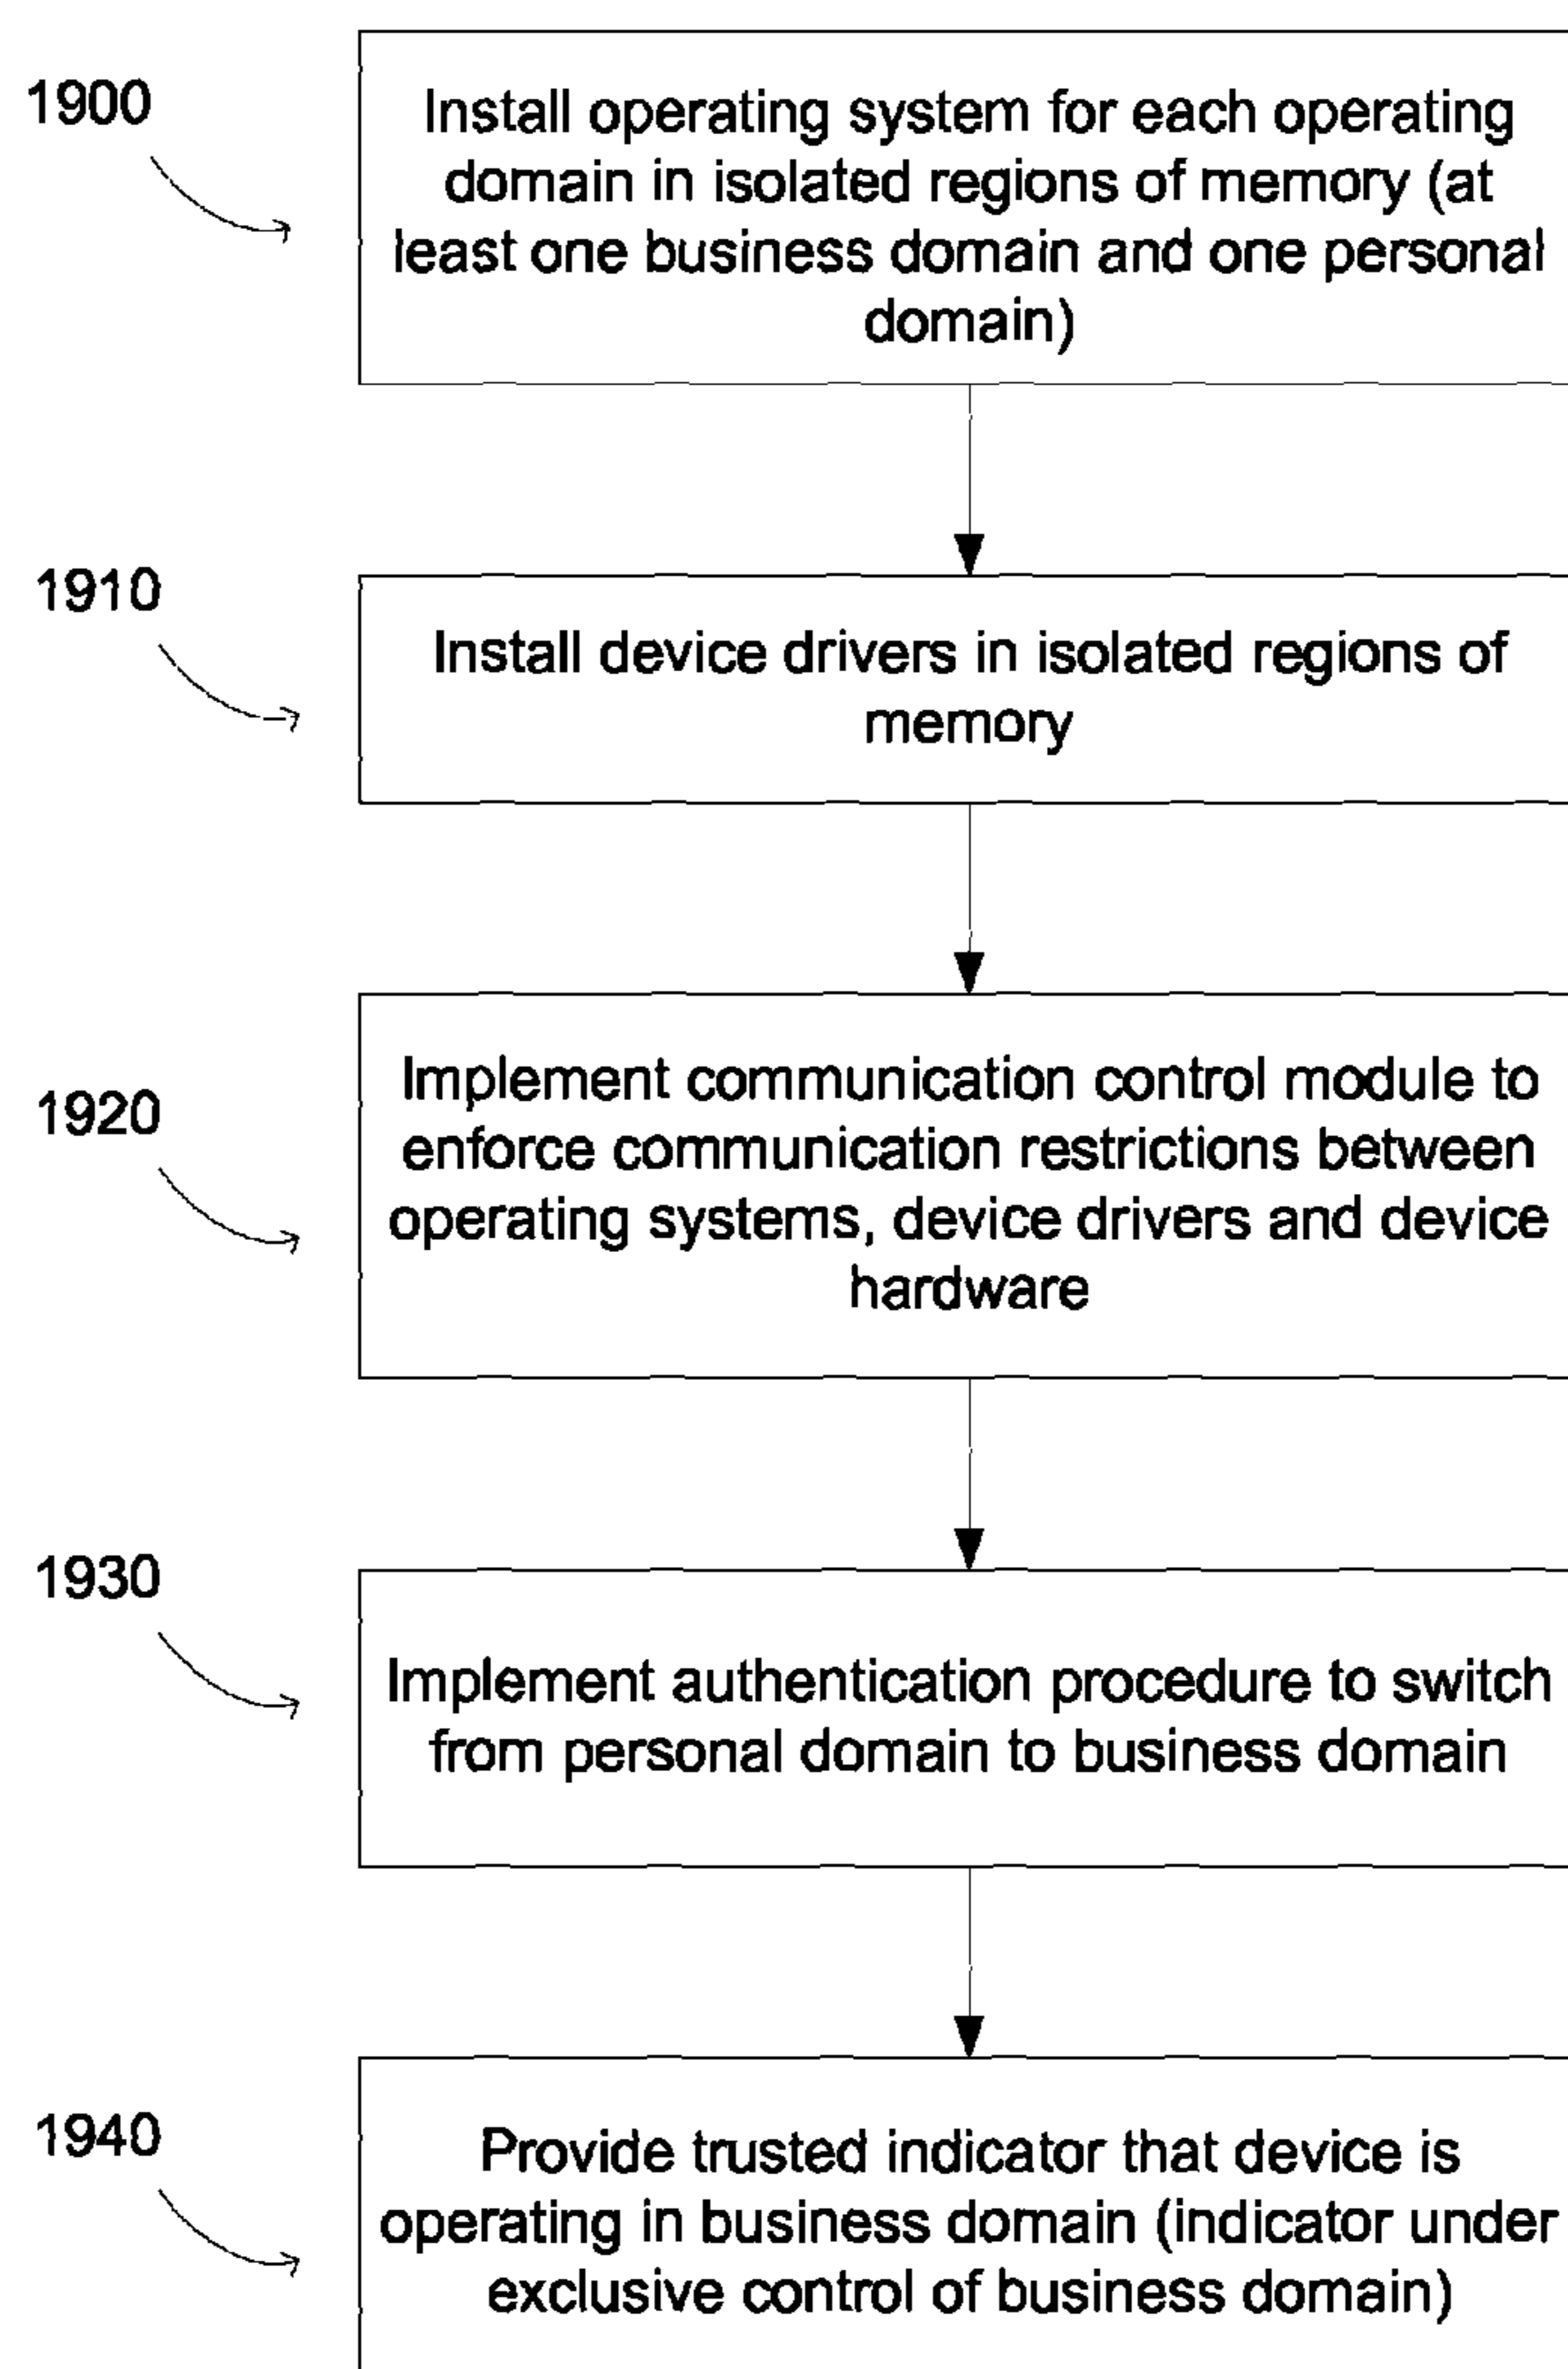 1900
Install operating system for each operating
domain in isolated regions of memory (at
least one business domain and one personal
domain)
1910
Install device drivers in isolated regions of
memory
1920
Implement communication control module to
enforce communication restrictions between
operating systems, device drivers and device
hardware
1930
Implement authentication procedure to switch
from personal domain to business domain
1940
Provide trusted indicator that device is
operating in business domain (indicator under
exclusive control of business domain)